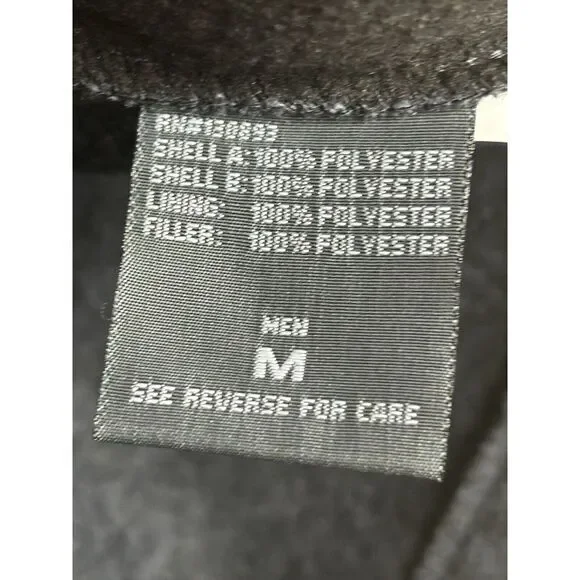 RN#130893
SHELL A: 100% POLYESTER
SHELL B: 100% POLYESTER
LINING: 100% POLYESTER
FILLER: 100% POLYESTER
MEN
M
SEE REVERSE FOR CARE